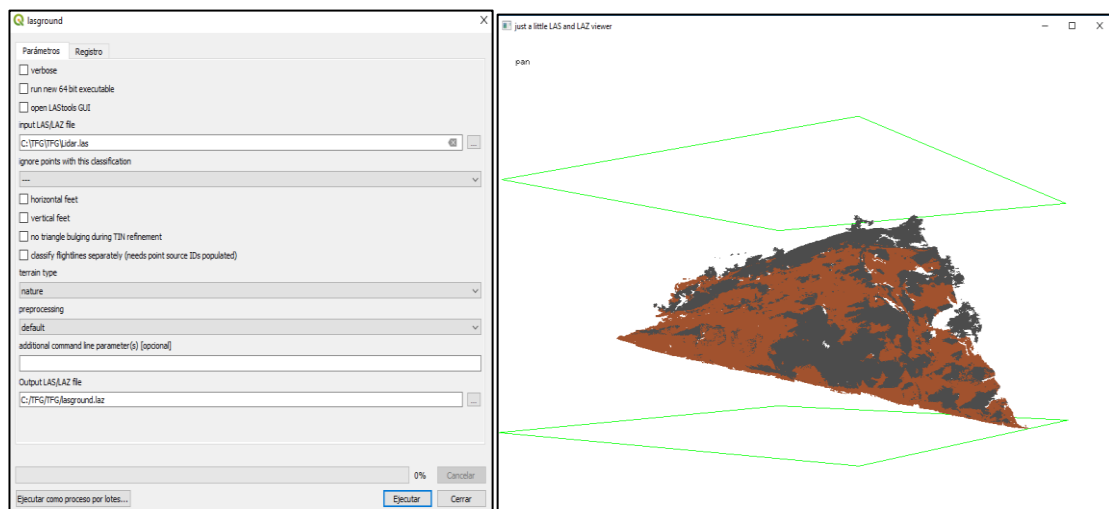 lasground
Parámetros
Registro
verbose
run new 64 bit executable
open LAStools GUI
input LAS/LAZ file
C:\TFG\TFG\Lidar.las
...
ignore points with this classification
---
horizontal feet
vertical feet
no triangle bulging during TIN refinement
classify flightlines separately (needs point source IDs populated)
terrain type
nature
preprocessing
default
additional command line parameter(s) [opcional]
Output LAS/LAZ file
C:/TFG/TFG/lasground.laz
...
0%
Cancelar
Ejecutar como proceso por lotes...
Ejecutar
Cerrar
just a little LAS and LAZ viewer
pan